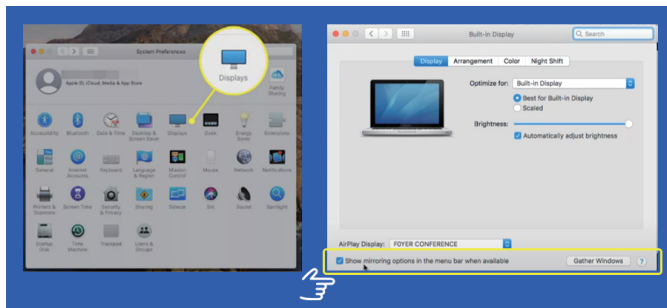 System Preferences
Displays
Apple ID, iCloud, Media & App Store
Family
Sharing
Accessibility Bluetooth Date & Time Desktop &
Screen Saver Displays Dock Energy
Saver Extensions
General Internet
Accounts Keyboard Language
& Region Mission
Control Mouse Network Notifications
Printers &
Scanners Screen Time Security
& Privacy Sharing Sidecar Siri Sound Spotlight
Startup
Disk Time
Machine Trackpad Users &
Groups
Built-in Display
Search
Display Arrangement Color Night Shift
Optimize for: Built-in Display
Best for Built-in Display
Scaled
Brightness:
Automatically adjust brightness
AirPlay Display: FOYER CONFERENCE
Show mirroring options in the menu bar when available Gather Windows ?